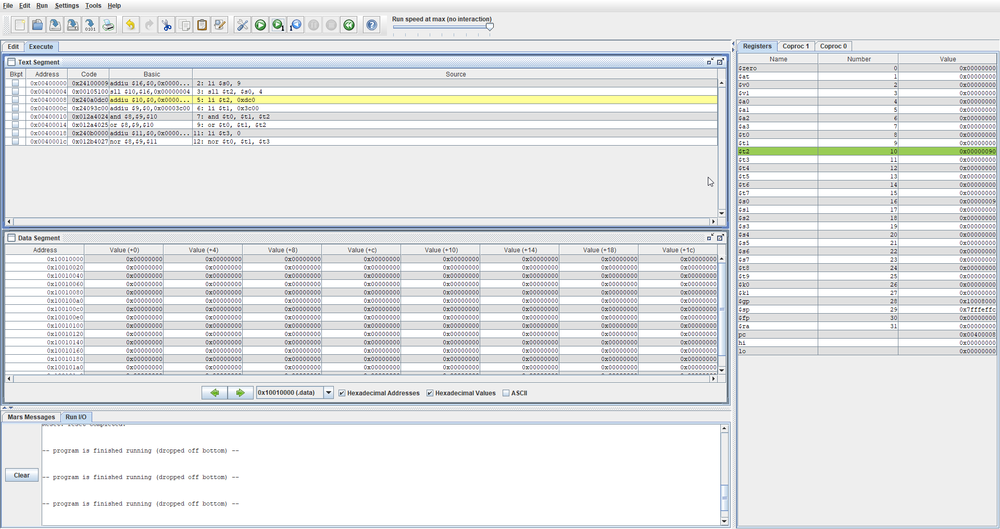 File Edit Run Settings Tools Help
Run speed at max (no interaction)
0101
1
1
Edit Execute
Text Segment
Bkpt Address Code Basic Source
0x00400000 0x24100009 addiu $16,$0,0x0000... 2: li $s0, 9
0x00400004 0x00105100 sll $10,$16,0x00000004 3: sll $t2, $s0, 4
0x00400008 0x240a0dc0 addiu $10,$0,0x0000... 5: li $t2, 0xdc0
0x0040000c 0x24093c00 addiu $9,$0,0x00003c00 6: li $t1, 0x3c00
0x00400010 0x012a4024 and $8,$9,$10 7: and $t0, $t1, $t2
0x00400014 0x012a4025 or $8,$9,$10 9: or $t0, $t1, $t2
0x00400018 0x240b0000 addiu $11,$0,0x0000... 11: li $t3, 0
0x0040001c 0x012b4027 nor $8,$9,$11 12: nor $t0, $t1, $t3
Data Segment
Address Value (+0) Value (+4) Value (+8) Value (+c) Value (+10) Value (+14) Value (+18) Value (+1c)
0x10010000 0x00000000 0x00000000 0x00000000 0x00000000 0x00000000 0x00000000 0x00000000 0x00000000
0x10010020 0x00000000 0x00000000 0x00000000 0x00000000 0x00000000 0x00000000 0x00000000 0x00000000
0x10010040 0x00000000 0x00000000 0x00000000 0x00000000 0x00000000 0x00000000 0x00000000 0x00000000
0x10010060 0x00000000 0x00000000 0x00000000 0x00000000 0x00000000 0x00000000 0x00000000 0x00000000
0x10010080 0x00000000 0x00000000 0x00000000 0x00000000 0x00000000 0x00000000 0x00000000 0x00000000
0x100100a0 0x00000000 0x00000000 0x00000000 0x00000000 0x00000000 0x00000000 0x00000000 0x00000000
0x100100c0 0x00000000 0x00000000 0x00000000 0x00000000 0x00000000 0x00000000 0x00000000 0x00000000
0x100100e0 0x00000000 0x00000000 0x00000000 0x00000000 0x00000000 0x00000000 0x00000000 0x00000000
0x10010100 0x00000000 0x00000000 0x00000000 0x00000000 0x00000000 0x00000000 0x00000000 0x00000000
0x10010120 0x00000000 0x00000000 0x00000000 0x00000000 0x00000000 0x00000000 0x00000000 0x00000000
0x10010140 0x00000000 0x00000000 0x00000000 0x00000000 0x00000000 0x00000000 0x00000000 0x00000000
0x10010160 0x00000000 0x00000000 0x00000000 0x00000000 0x00000000 0x00000000 0x00000000 0x00000000
0x10010180 0x00000000 0x00000000 0x00000000 0x00000000 0x00000000 0x00000000 0x00000000 0x00000000
0x100101a0 0x00000000 0x00000000 0x00000000 0x00000000 0x00000000 0x00000000 0x00000000 0x00000000
0x10010000 (.data) Hexadecimal Addresses Hexadecimal Values ASCII
Mars Messages Run I/O
Reset: reset completed.
-- program is finished running (dropped off bottom) --
-- program is finished running (dropped off bottom) --
-- program is finished running (dropped off bottom) --
Clear
Registers Coproc 1 Coproc 0
Name Number Value
$zero 0 0x00000000
$at 1 0x00000000
$v0 2 0x00000000
$v1 3 0x00000000
$a0 4 0x00000000
$a1 5 0x00000000
$a2 6 0x00000000
$a3 7 0x00000000
$t0 8 0x00000000
$t1 9 0x00000000
$t2 10 0x00000090
$t3 11 0x00000000
$t4 12 0x00000000
$t5 13 0x00000000
$t6 14 0x00000000
$t7 15 0x00000000
$s0 16 0x00000009
$s1 17 0x00000000
$s2 18 0x00000000
$s3 19 0x00000000
$s4 20 0x00000000
$s5 21 0x00000000
$s6 22 0x00000000
$s7 23 0x00000000
$t8 24 0x00000000
$t9 25 0x00000000
$k0 26 0x00000000
$k1 27 0x00000000
$gp 28 0x10008000
$sp 29 0x7fffeffc
$fp 30 0x00000000
$ra 31 0x00000000
pc 0x00400008
hi 0x00000000
lo 0x00000000